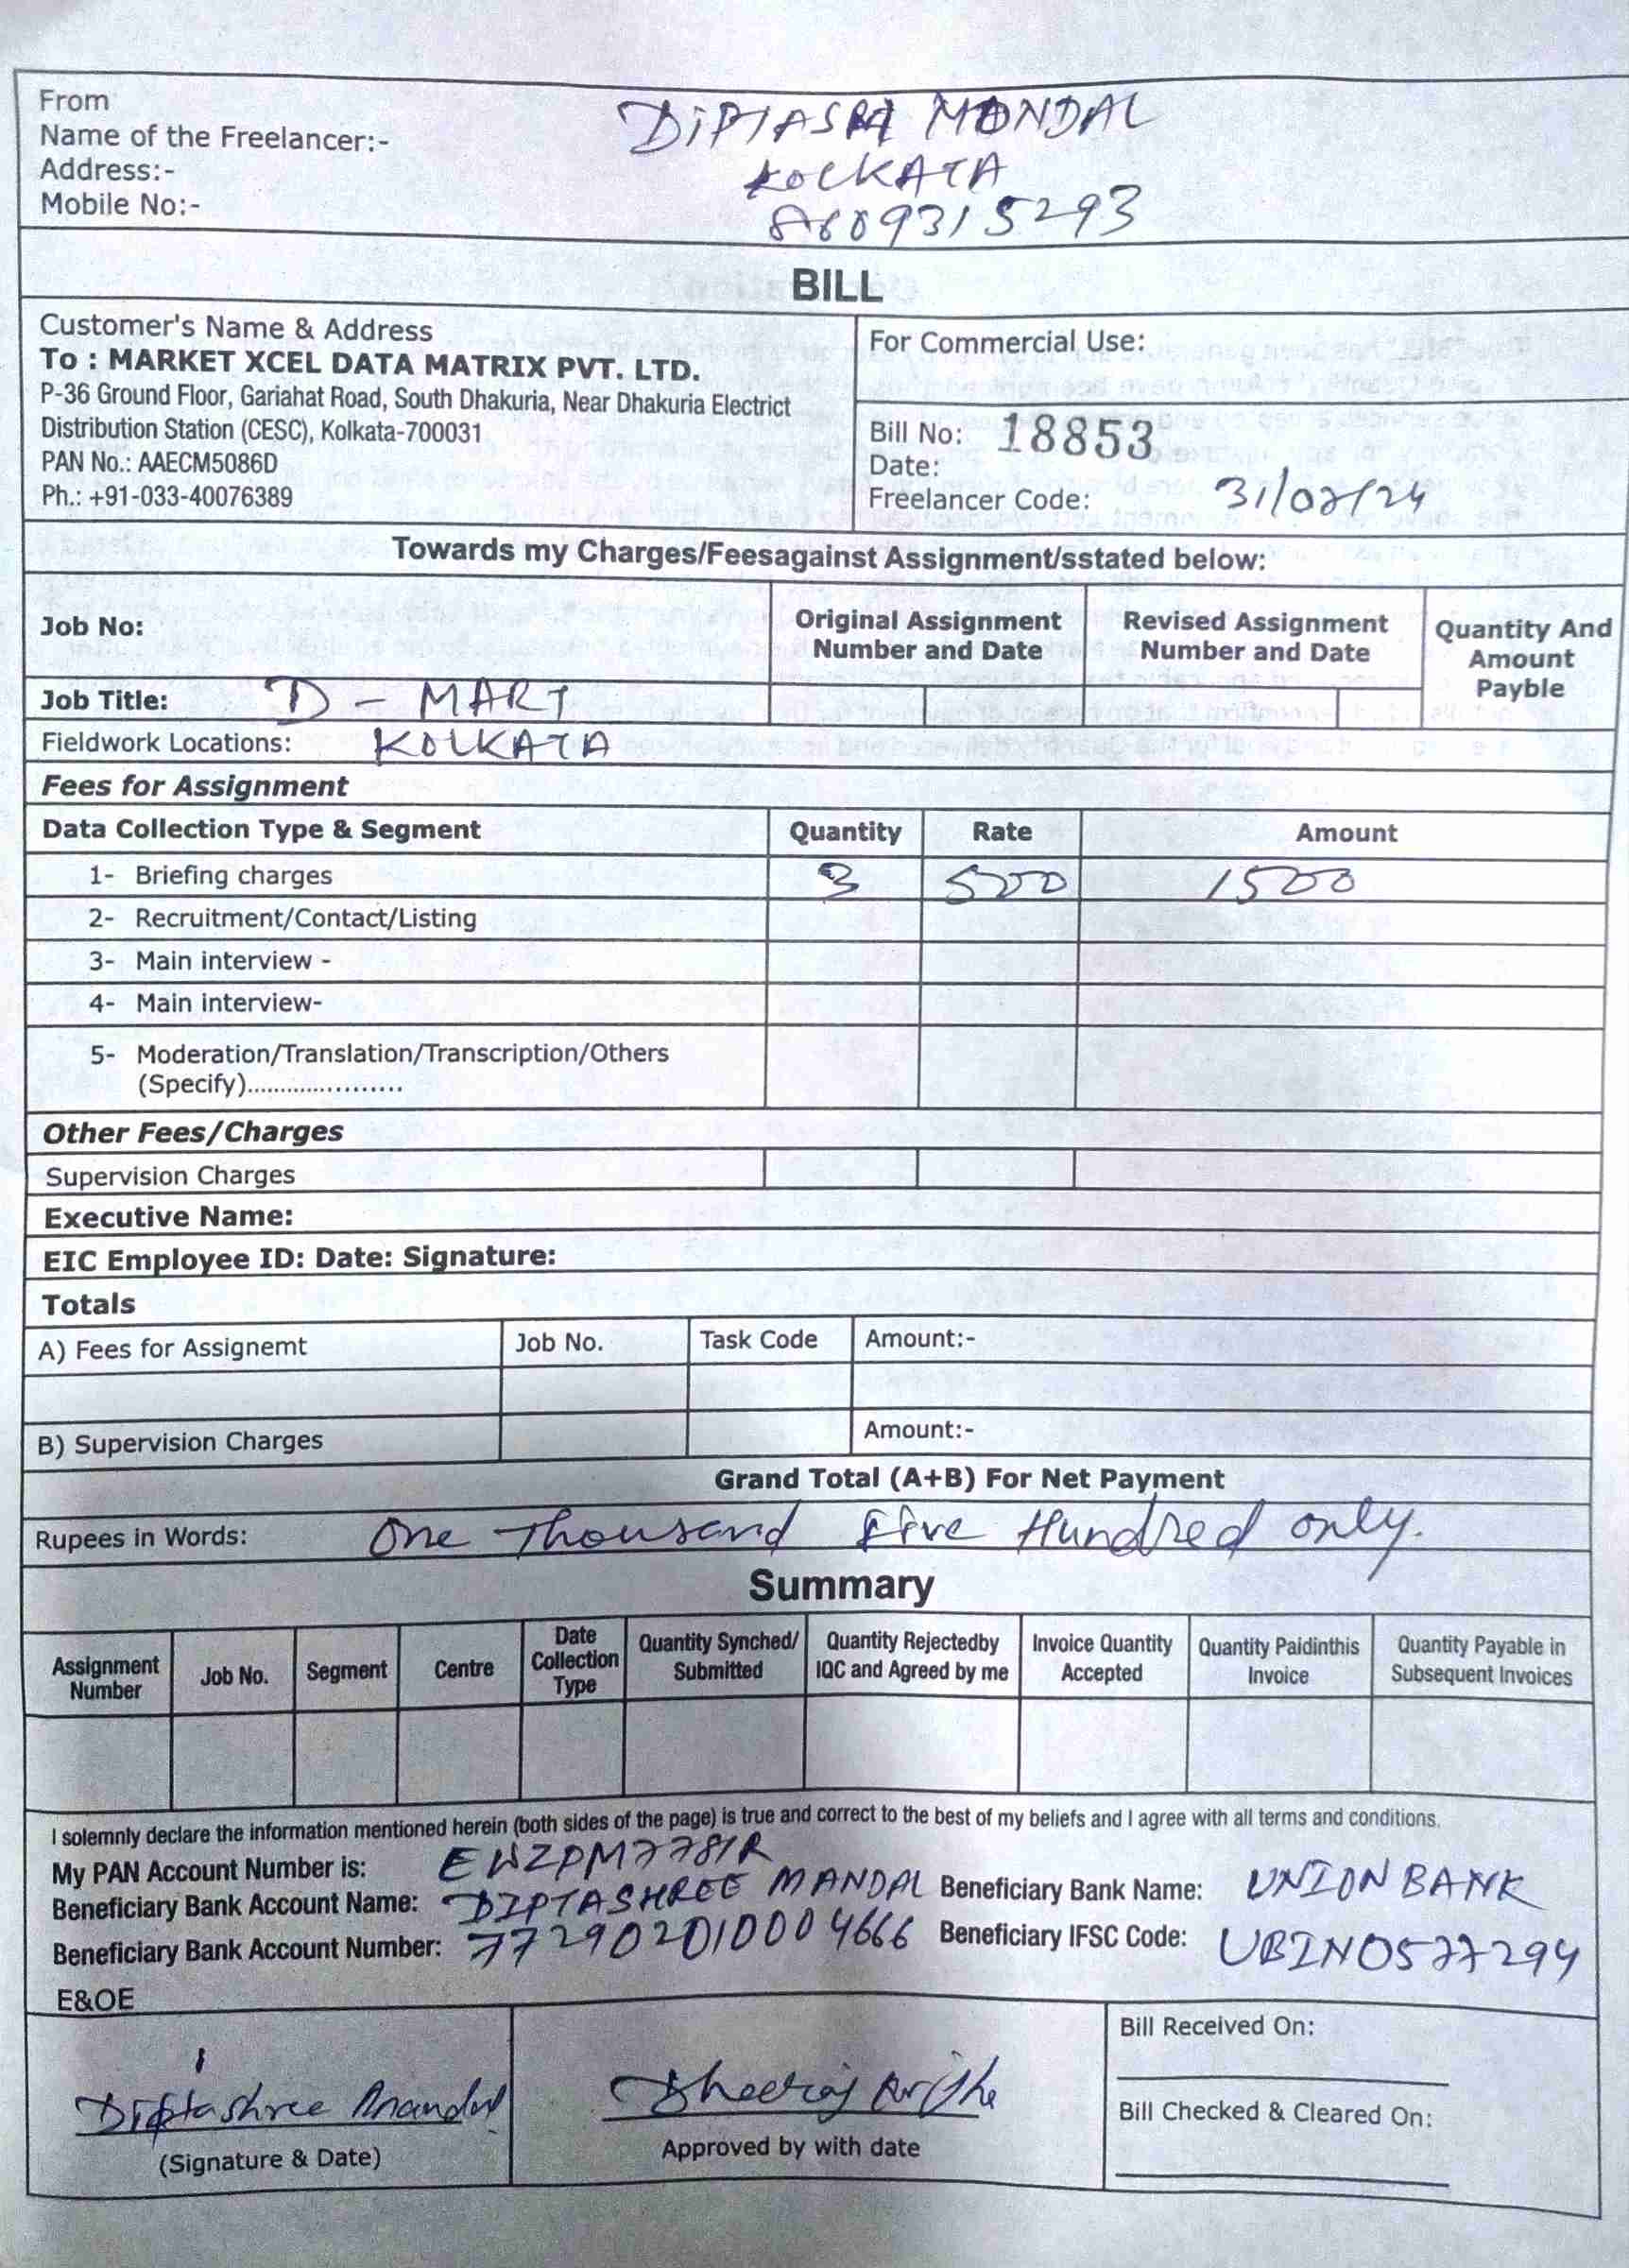 From
Name of the Freelancer:- DIPTASRI MONDAL
Address:- KOLKATA
Mobile No:- 8609315293
BILL
Customer's Name & Address
To : MARKET XCEL DATA MATRIX PVT. LTD.
P-36 Ground Floor, Gariahat Road, South Dhakuria, Near Dhakuria Electrict
Distribution Station (CESC), Kolkata-700031
PAN No.: AAECM5086D
Ph.: +91-033-40076389
For Commercial Use:
Bill No: 18853
Date:
Freelancer Code: 31/07/24
Towards my Charges/Feesagainst Assignment/sstated below:
Job No:
Original Assignment
Number and Date
Revised Assignment
Number and Date
Quantity And
Amount
Payble
Job Title: D - MART
Fieldwork Locations: KOLKATA
Fees for Assignment
Data Collection Type & Segment Quantity Rate Amount
1- Briefing charges 3 500 1500
2- Recruitment/Contact/Listing
3- Main interview -
4- Main interview-
5- Moderation/Translation/Transcription/Others
(Specify).....................
Other Fees/Charges
Supervision Charges
Executive Name:
EIC Employee ID: Date: Signature:
Totals
A) Fees for Assignemt Job No. Task Code Amount:-
B) Supervision Charges Amount:-
Grand Total (A+B) For Net Payment
Rupees in Words: One Thousand Five Hundred only.
Summary
Assignment
Number
Job No.
Segment
Centre
Date
Collection
Type
Quantity Synched/
Submitted
Quantity Rejectedby
IQC and Agreed by me
Invoice Quantity
Accepted
Quantity Paidinthis
Invoice
Quantity Payable in
Subsequent Invoices
I solemnly declare the information mentioned herein (both sides of the page) is true and correct to the best of my beliefs and I agree with all terms and conditions.
My PAN Account Number is: EWZPM7781R
Beneficiary Bank Account Name: DIPTASHREE MANDAL Beneficiary Bank Name: UNION BANK
Beneficiary Bank Account Number: 772902010004666 Beneficiary IFSC Code: UBIN0577294
E&OE
Diptashree Mandal
(Signature & Date)
Dheeraj
Approved by with date
Bill Received On:
Bill Checked & Cleared On: